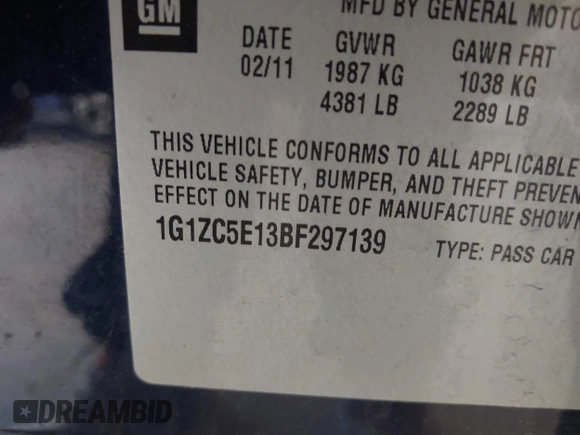 GM
MFD BY GENERAL MOTO
DATE GVWR GAWR FRT
02/11 1987 KG 1038 KG
4381 LB 2289 LB
THIS VEHICLE CONFORMS TO ALL APPLICABLE
VEHICLE SAFETY, BUMPER, AND THEFT PREVEN
EFFECT ON THE DATE OF MANUFACTURE SHOWN
1G1ZC5E13BF297139 TYPE: PASS CAR
DREAMBID